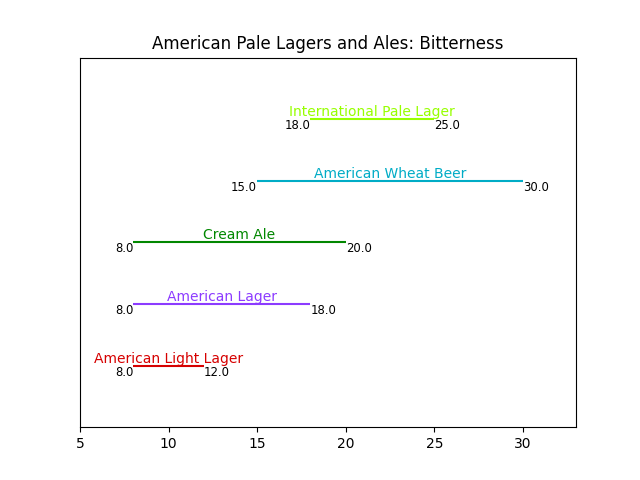 American Pale Lagers and Ales: Bitterness
International Pale Lager
18.0 25.0
American Wheat Beer
15.0 30.0
Cream Ale
8.0 20.0
American Lager
8.0 18.0
American Light Lager
8.0 12.0
5 10 15 20 25 30